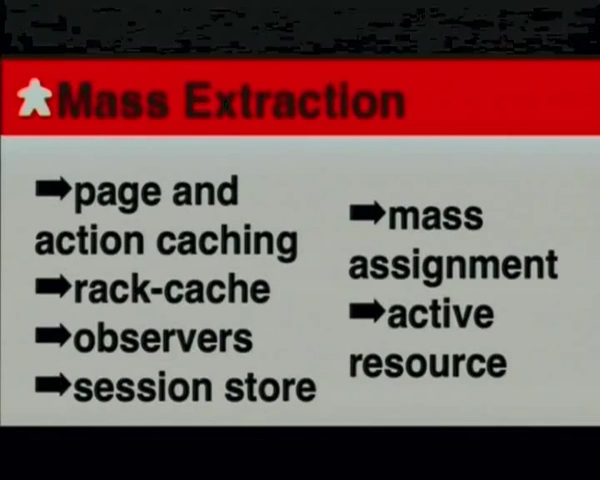 Mass Extraction
➡page and
action caching
➡rack-cache
➡observers
➡session store
➡mass
assignment
➡active
resource